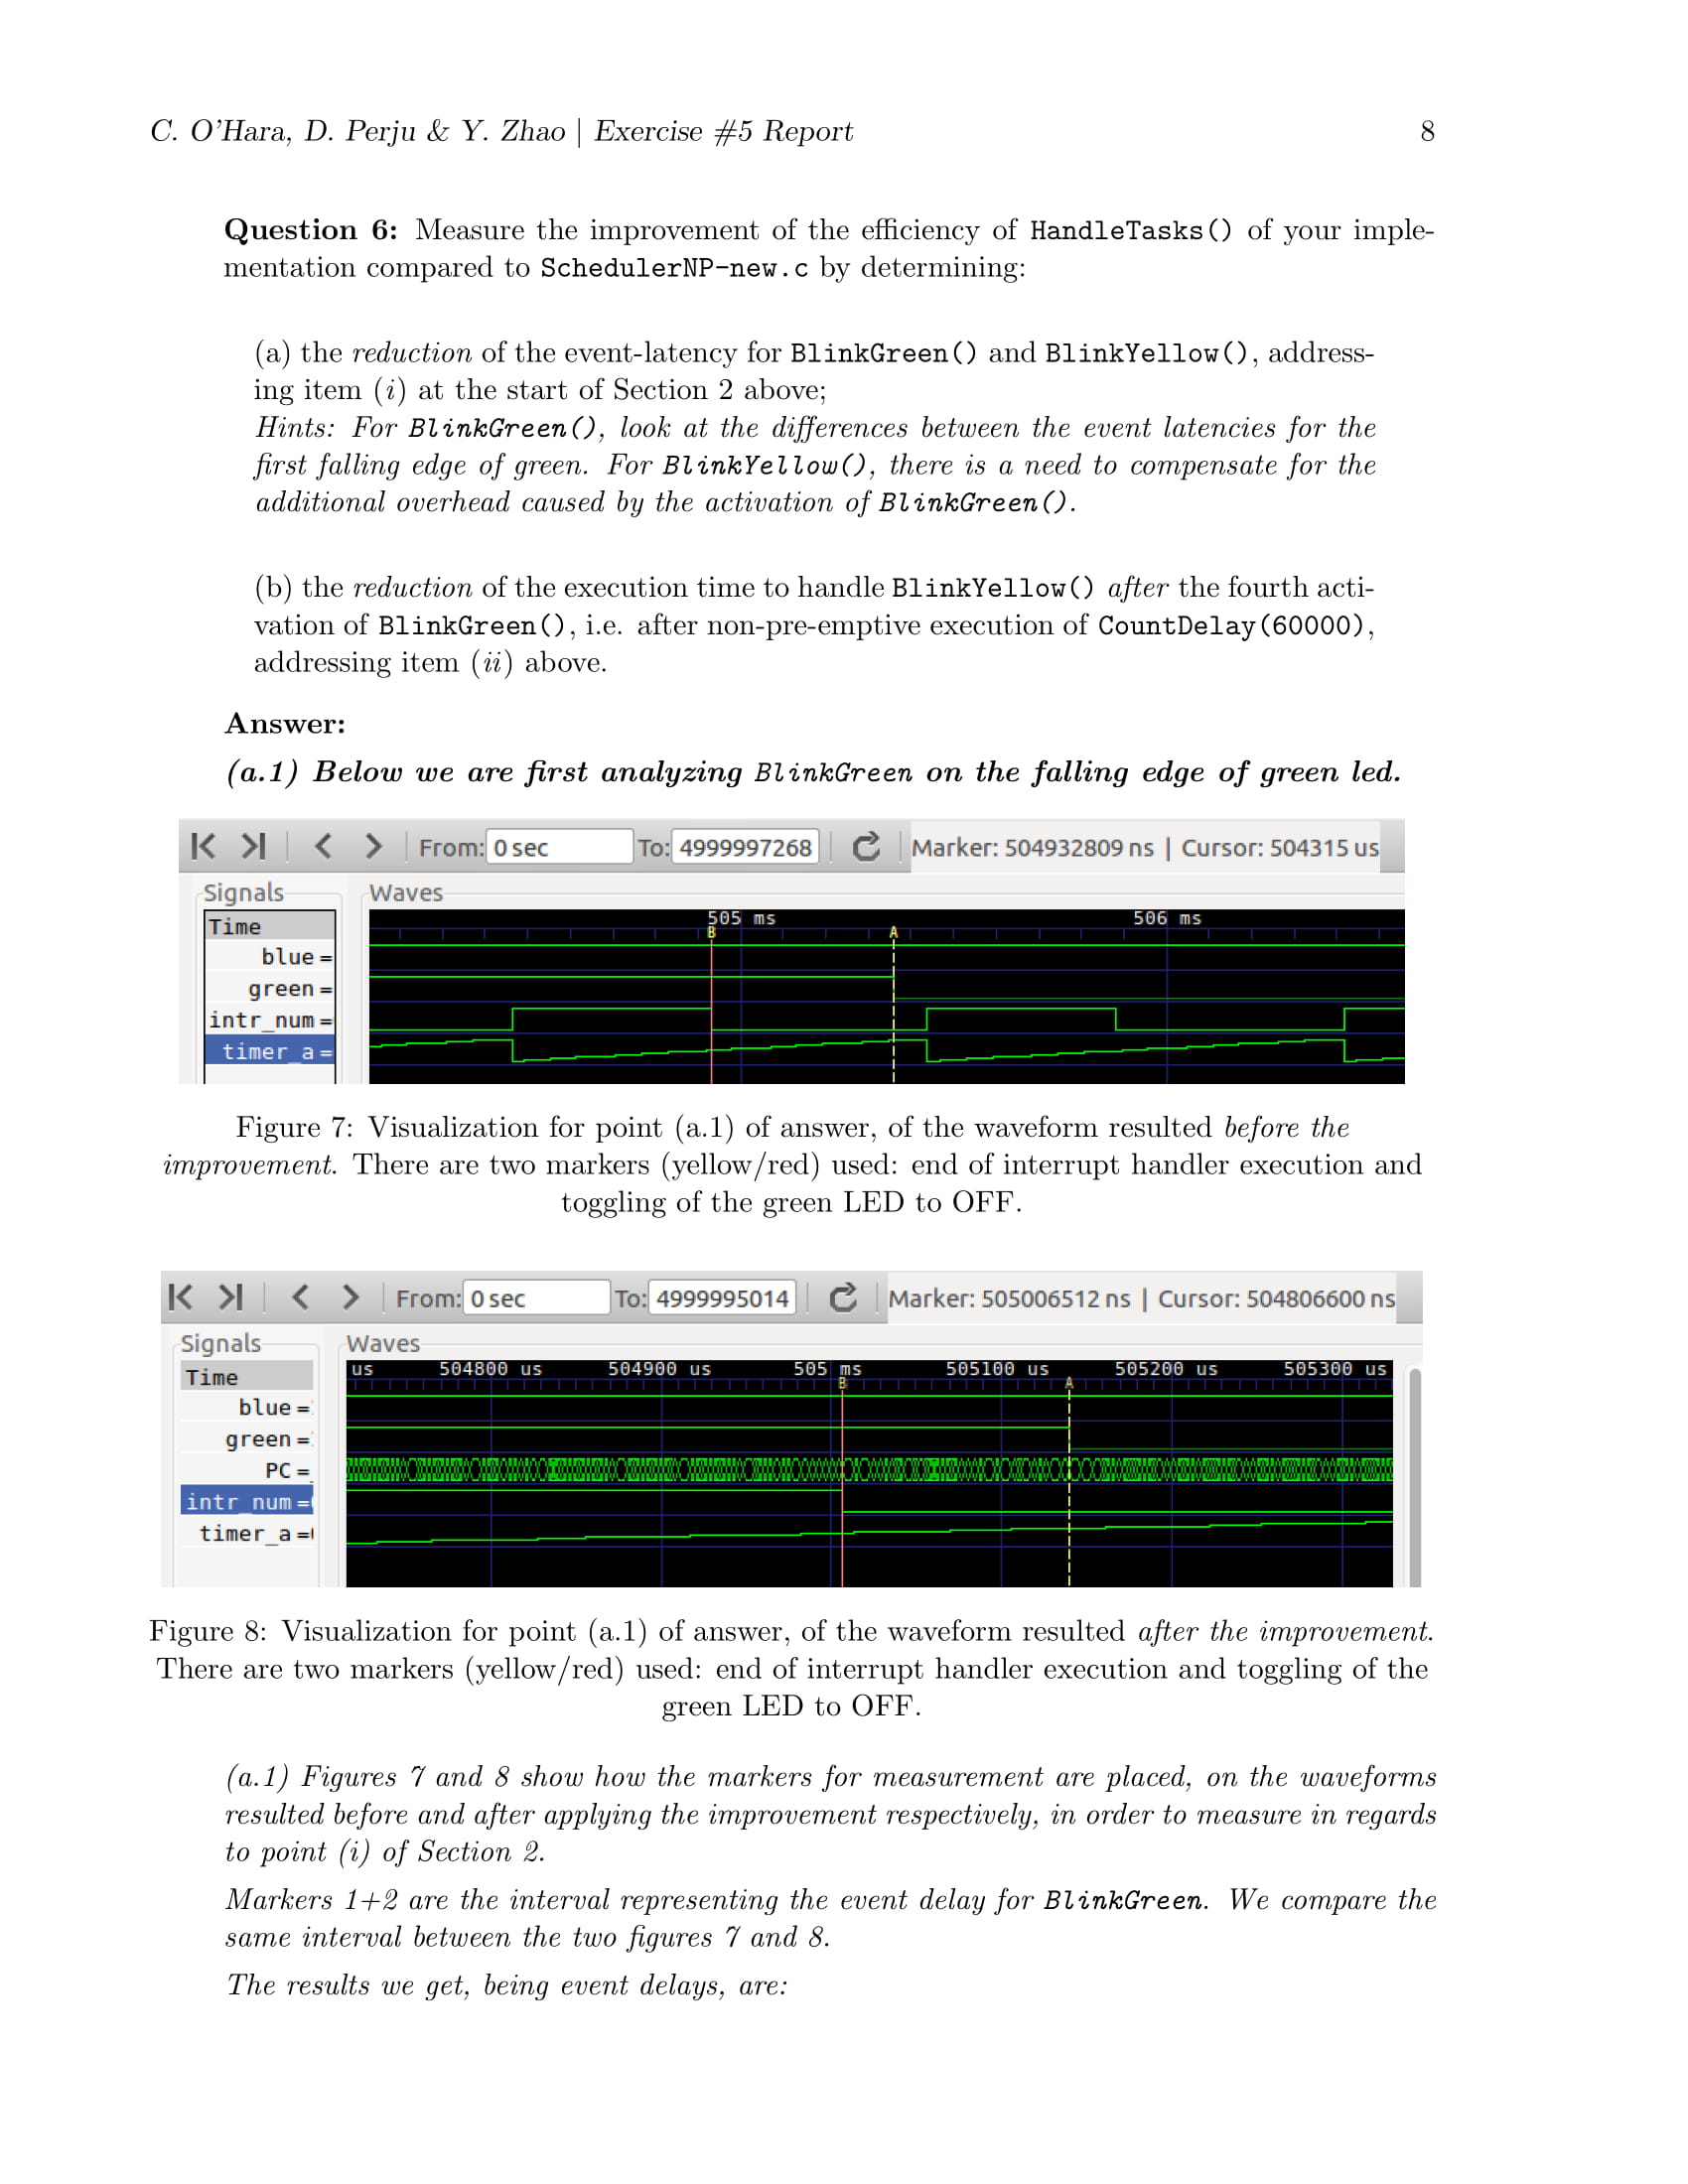 C. O'Hara, D. Perju & Y. Zhao | Exercise #5 Report 8
Question 6: Measure the improvement of the efficiency of HandleTasks() of your imple-
mentation compared to SchedulerNP-new.c by determining:
(a) the reduction of the event-latency for BlinkGreen() and BlinkYellow(), address-
ing item (i) at the start of Section 2 above;
Hints: For BlinkGreen(), look at the differences between the event latencies for the
first falling edge of green. For BlinkYellow(), there is a need to compensate for the
additional overhead caused by the activation of BlinkGreen().
(b) the reduction of the execution time to handle BlinkYellow() after the fourth acti-
vation of BlinkGreen(), i.e. after non-pre-emptive execution of CountDelay(60000),
addressing item (ii) above.
Answer:
(a.1) Below we are first analyzing BlinkGreen on the falling edge of green led.
From: 0 sec To: 4999997268 Marker: 504932809 ns | Cursor: 504315 us
Signals Waves
Time 505 ms 506 ms
B A
blue =
green =
intr_num =
timer_a =
Figure 7: Visualization for point (a.1) of answer, of the waveform resulted before the
improvement. There are two markers (yellow/red) used: end of interrupt handler execution and
toggling of the green LED to OFF.
From: 0 sec To: 4999995014 Marker: 505006512 ns | Cursor: 504806600 ns
Signals Waves
Time us 504800 us 504900 us 505 ms 505100 us 505200 us 505300 us
B A
blue =
green =
PC =
intr_num =
timer_a =
Figure 8: Visualization for point (a.1) of answer, of the waveform resulted after the improvement.
There are two markers (yellow/red) used: end of interrupt handler execution and toggling of the
green LED to OFF.
(a.1) Figures 7 and 8 show how the markers for measurement are placed, on the waveforms
resulted before and after applying the improvement respectively, in order to measure in regards
to point (i) of Section 2.
Markers 1+2 are the interval representing the event delay for BlinkGreen. We compare the
same interval between the two figures 7 and 8.
The results we get, being event delays, are: